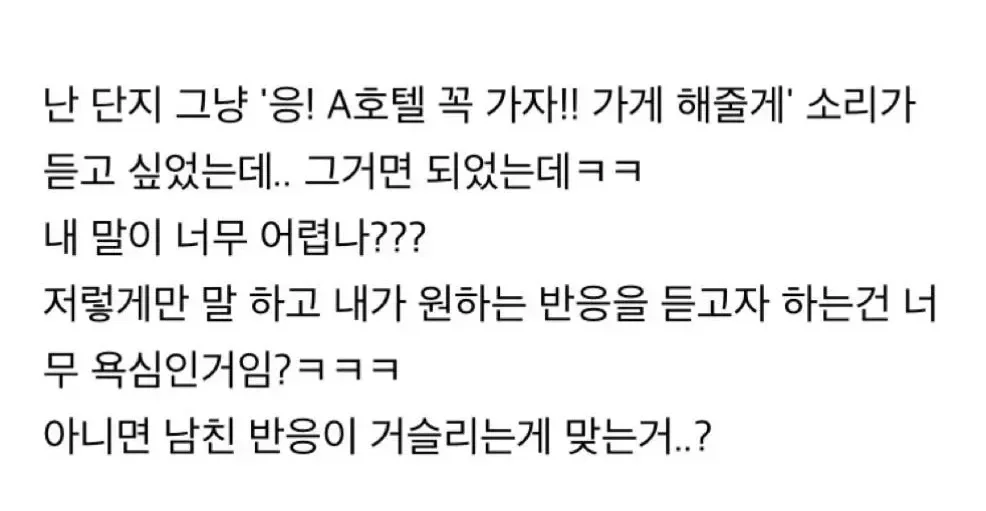 난 단지 그냥 '응! A호텔 꼭 가자!! 가게 해줄게' 소리가
듣고 싶었는데.. 그거면 되었는데ㅋㅋ
내 말이 너무 어렵나???
저렇게만 말 하고 내가 원하는 반응을 듣고자 하는건 너
무 욕심인거임?ㅋㅋㅋ
아니면 남친 반응이 거슬리는게 맞는거..?